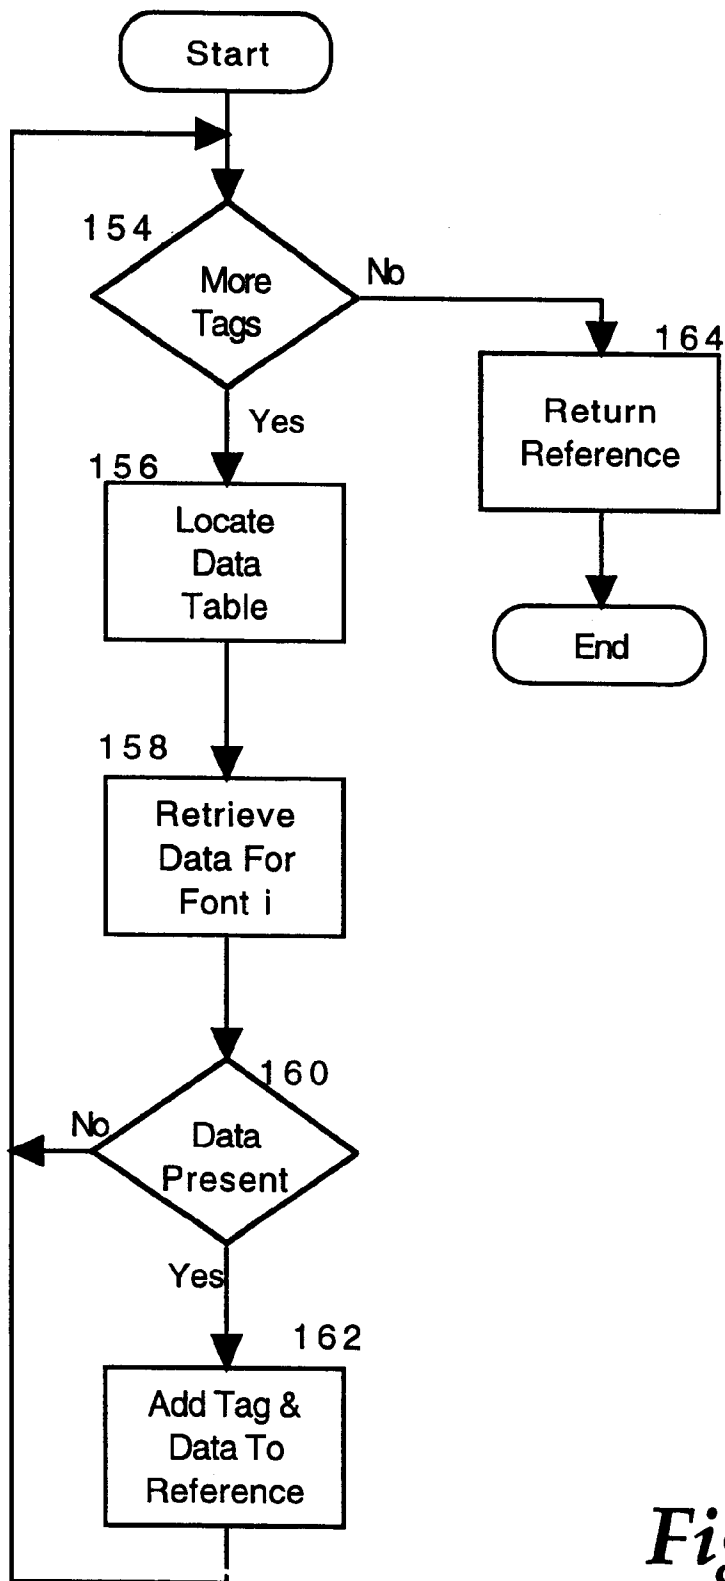 Start
154
More
Tags
No
Yes
164
Return
Reference
End
156
Locate
Data
Table
158
Retrieve
Data For
Font i
160
No
Data
Present
Yes
162
Add Tag &
Data To
Reference